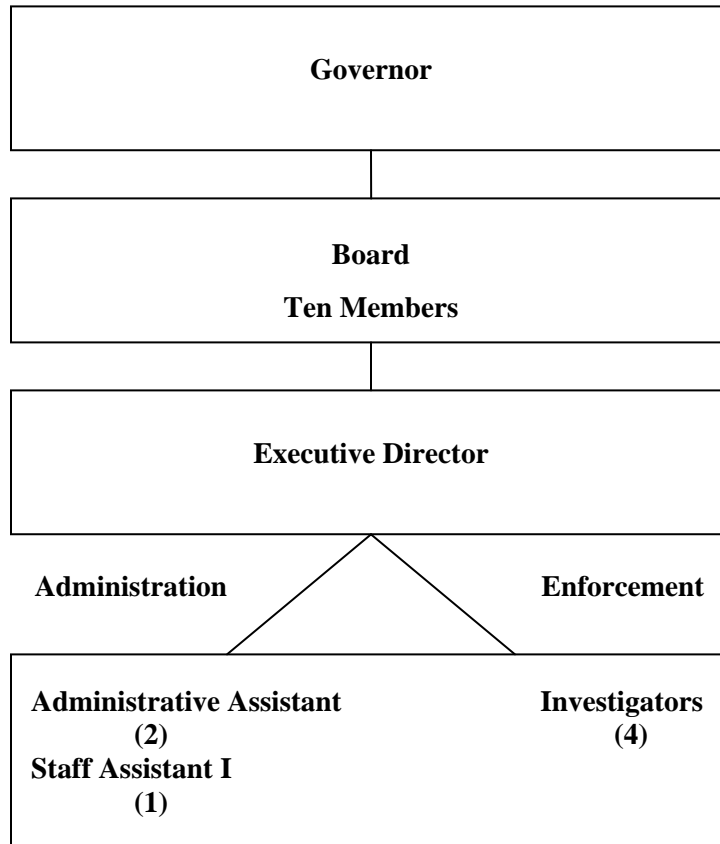 Governor
Board
Ten Members
Executive Director
Administration
Enforcement
Administrative Assistant
(2)
Staff Assistant I
(1)
Investigators
(4)